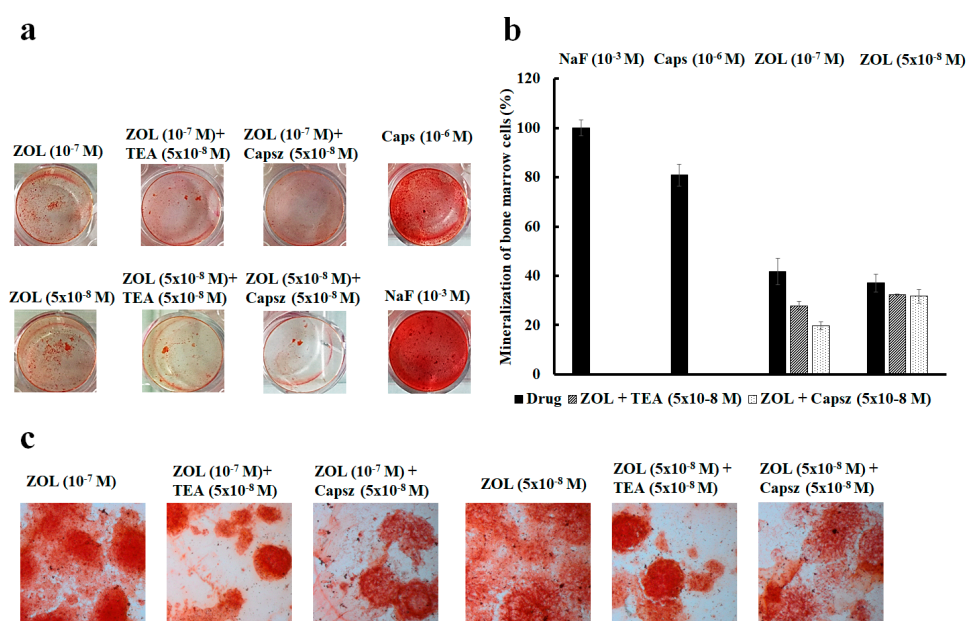 a
ZOL (10⁻⁷ M)
ZOL (10⁻⁷ M)+
TEA (5x10⁻⁸ M)
ZOL (10⁻⁷ M)+
Capsz (5x10⁻⁸ M)
Caps (10⁻⁶ M)
ZOL (5x10⁻⁸ M)
ZOL (5x10⁻⁸ M)+
TEA (5x10⁻⁸ M)
ZOL (5x10⁻⁸ M)+
Capsz (5x10⁻⁸ M)
NaF (10⁻³ M)
b
NaF (10⁻³ M) Caps (10⁻⁶ M) ZOL (10⁻⁷ M) ZOL (5x10⁻⁸ M)
Mineralization of bone marrow cells (%)
120
100
80
60
40
20
0
Drug ZOL + TEA (5x10-8 M) ZOL + Capsz (5x10-8 M)
c
ZOL (10⁻⁷ M)
ZOL (10⁻⁷ M)+
TEA (5x10⁻⁸ M)
ZOL (10⁻⁷ M) +
Capsz (5x10⁻⁸ M)
ZOL (5x10⁻⁸ M)
ZOL (5x10⁻⁸ M) +
TEA (5x10⁻⁸ M)
ZOL (5x10⁻⁸ M) +
Capsz (5x10⁻⁸ M)